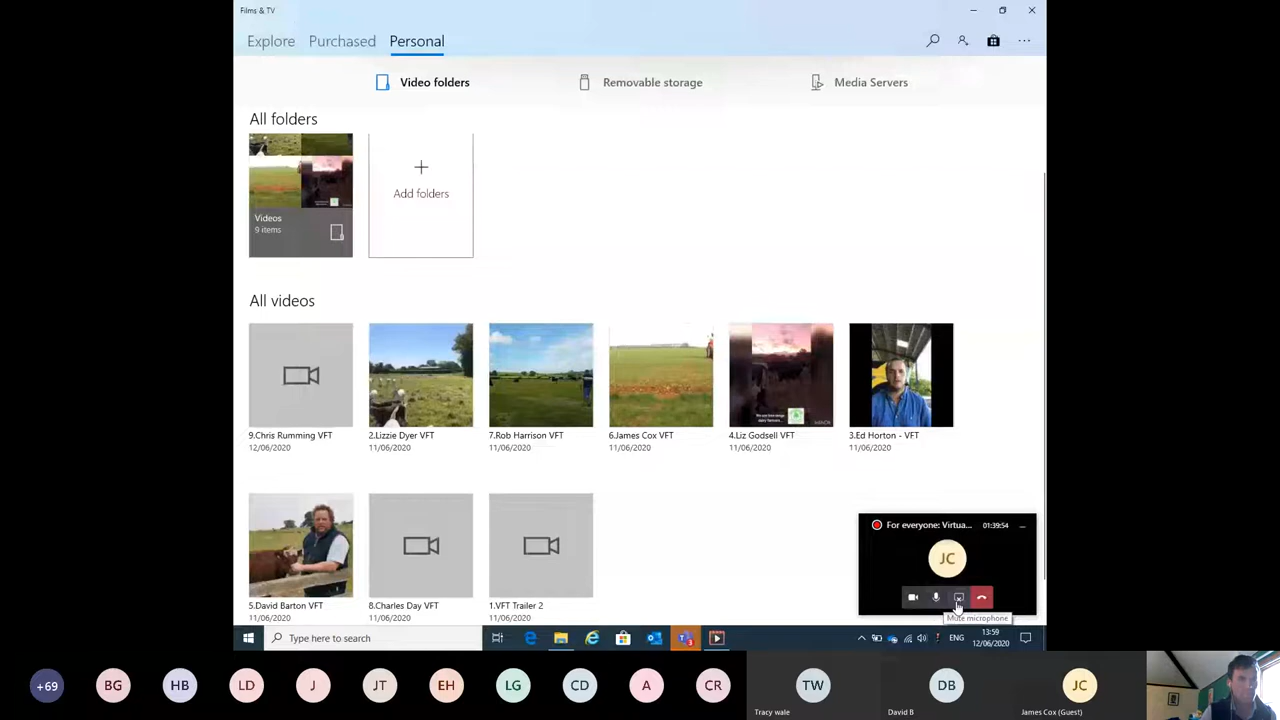 Films & TV
Explore Purchased Personal
Video folders Removable storage Media Servers
All folders
Videos
9 items
Add folders
All videos
9.Chris Rumming VFT
12/06/2020
2.Lizzie Dyer VFT
11/06/2020
7.Rob Harrison VFT
11/06/2020
6.James Cox VFT
11/06/2020
4.Liz Godsell VFT
11/06/2020
3.Ed Horton - VFT
11/06/2020
5.David Barton VFT
11/06/2020
8.Charles Day VFT
11/06/2020
1.VFT Trailer 2
11/06/2020
For everyone: Virtua... 01:39:54
JC
Mute microphone
Type here to search
ENG
13:59
12/06/2020
+69 BG HB LD J JT EH LG CD A CR TW DB JC
Tracy wale David B James Cox (Guest)